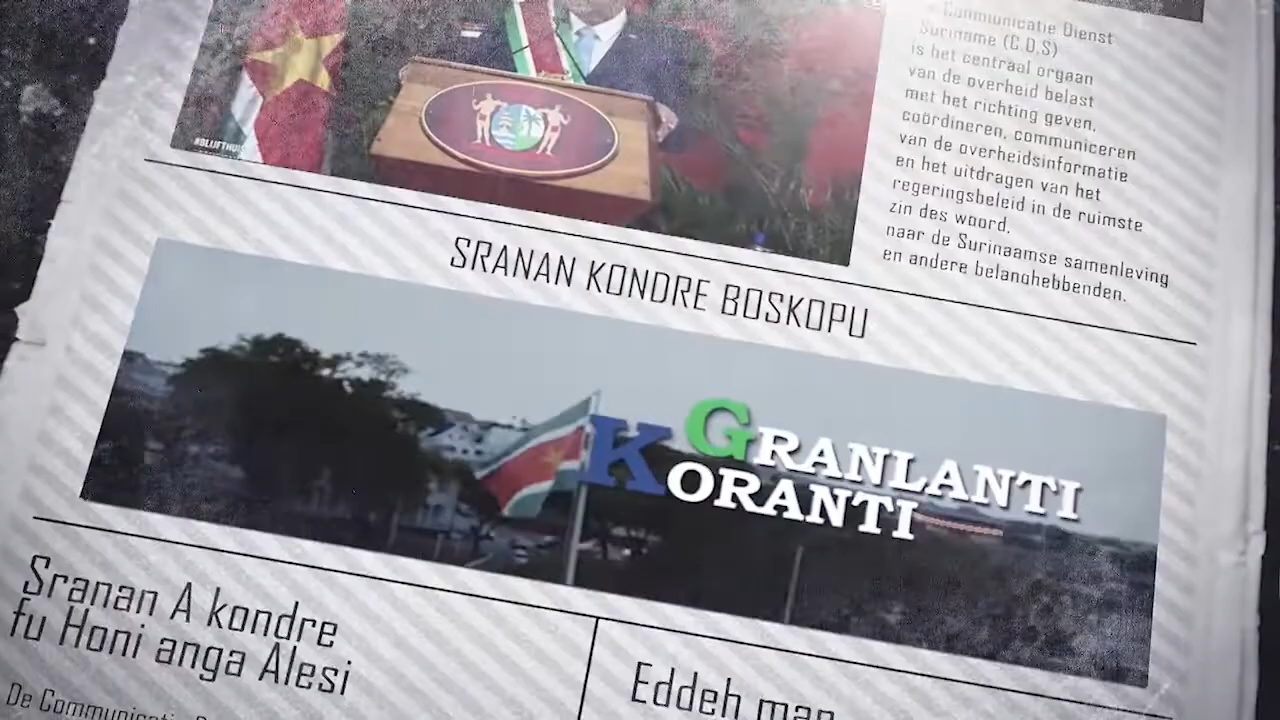 Communicatie Dienst
Suriname (C.D.S)
is het centraal orgaan
van de overheid belast
met het richting geven,
coördineren, communiceren
van de overheidsinformatie
en het uitdragen van het
regeringsbeleid in de ruimste
zin des woord,
naar de Surinaamse samenleving
en andere belanghebbenden.
SRANAN KONDRE BOSKOPU
GRANLANTI
KORANTI
Sranan A kondre
fu Honi anga Alesi
De
Eddeh man